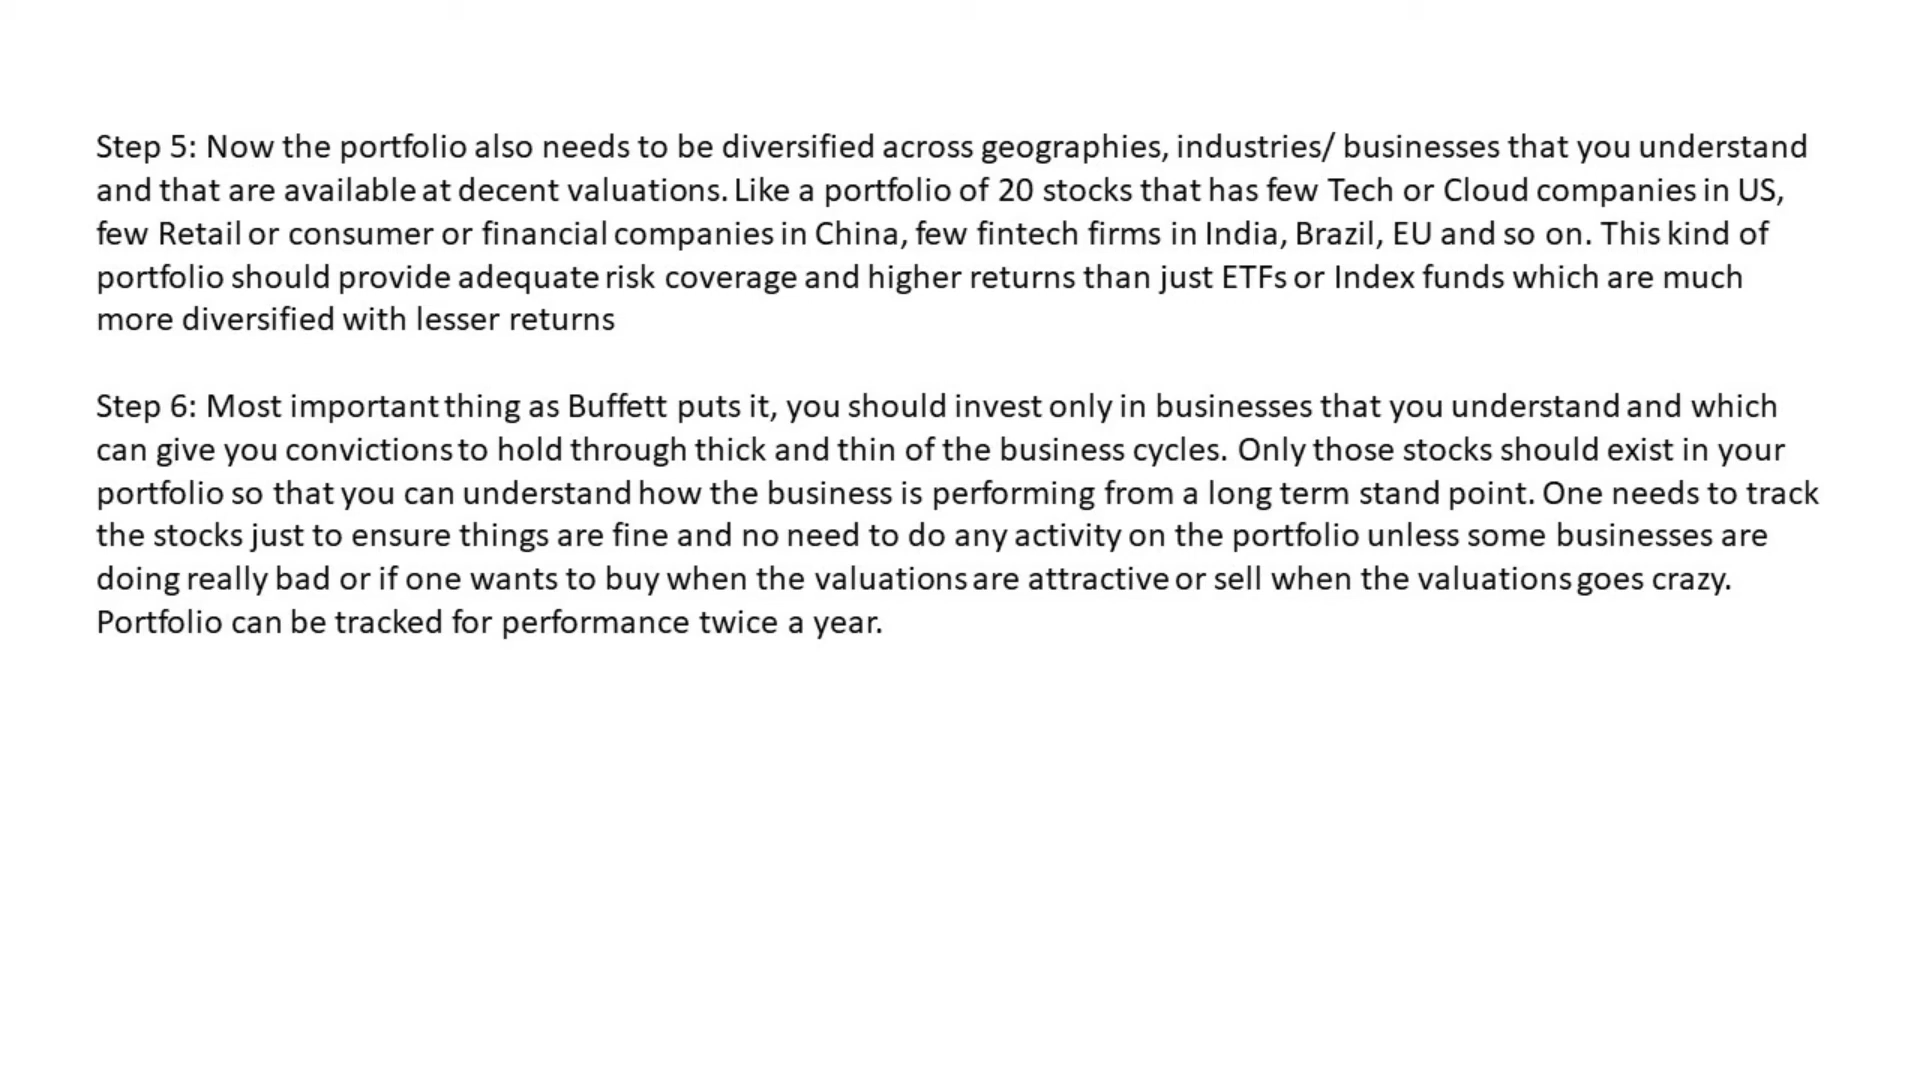 Step 5: Now the portfolio also needs to be diversified across geographies, industries/ businesses that you understand
and that are available at decent valuations. Like a portfolio of 20 stocks that has few Tech or Cloud companies in US,
few Retail or consumer or financial companies in China, few fintech firms in India, Brazil, EU and so on. This kind of
portfolio should provide adequate risk coverage and higher returns than just ETFs or Index funds which are much
more diversified with lesser returns
Step 6: Most important thing as Buffett puts it, you should invest only in businesses that you understand and which
can give you convictions to hold through thick and thin of the business cycles. Only those stocks should exist in your
portfolio so that you can understand how the business is performing from a long term stand point. One needs to track
the stocks just to ensure things are fine and no need to do any activity on the portfolio unless some businesses are
doing really bad or if one wants to buy when the valuations are attractive or sell when the valuations goes crazy.
Portfolio can be tracked for performance twice a year.